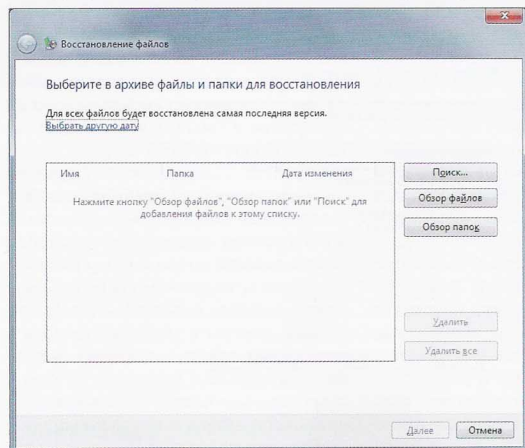 Восстановление файлов
Выберите в архиве файлы и папки для восстановления
Для всех файлов будет восстановлена самая последняя версия.
Выбрать другую дату
Имя Папка Дата изменения
Нажмите кнопку "Обзор файлов", "Обзор папок" или "Поиск" для
добавления файлов к этому списку.
Поиск...
Обзор файлов
Обзор папок
Удалить
Удалить все
Далее Отмена